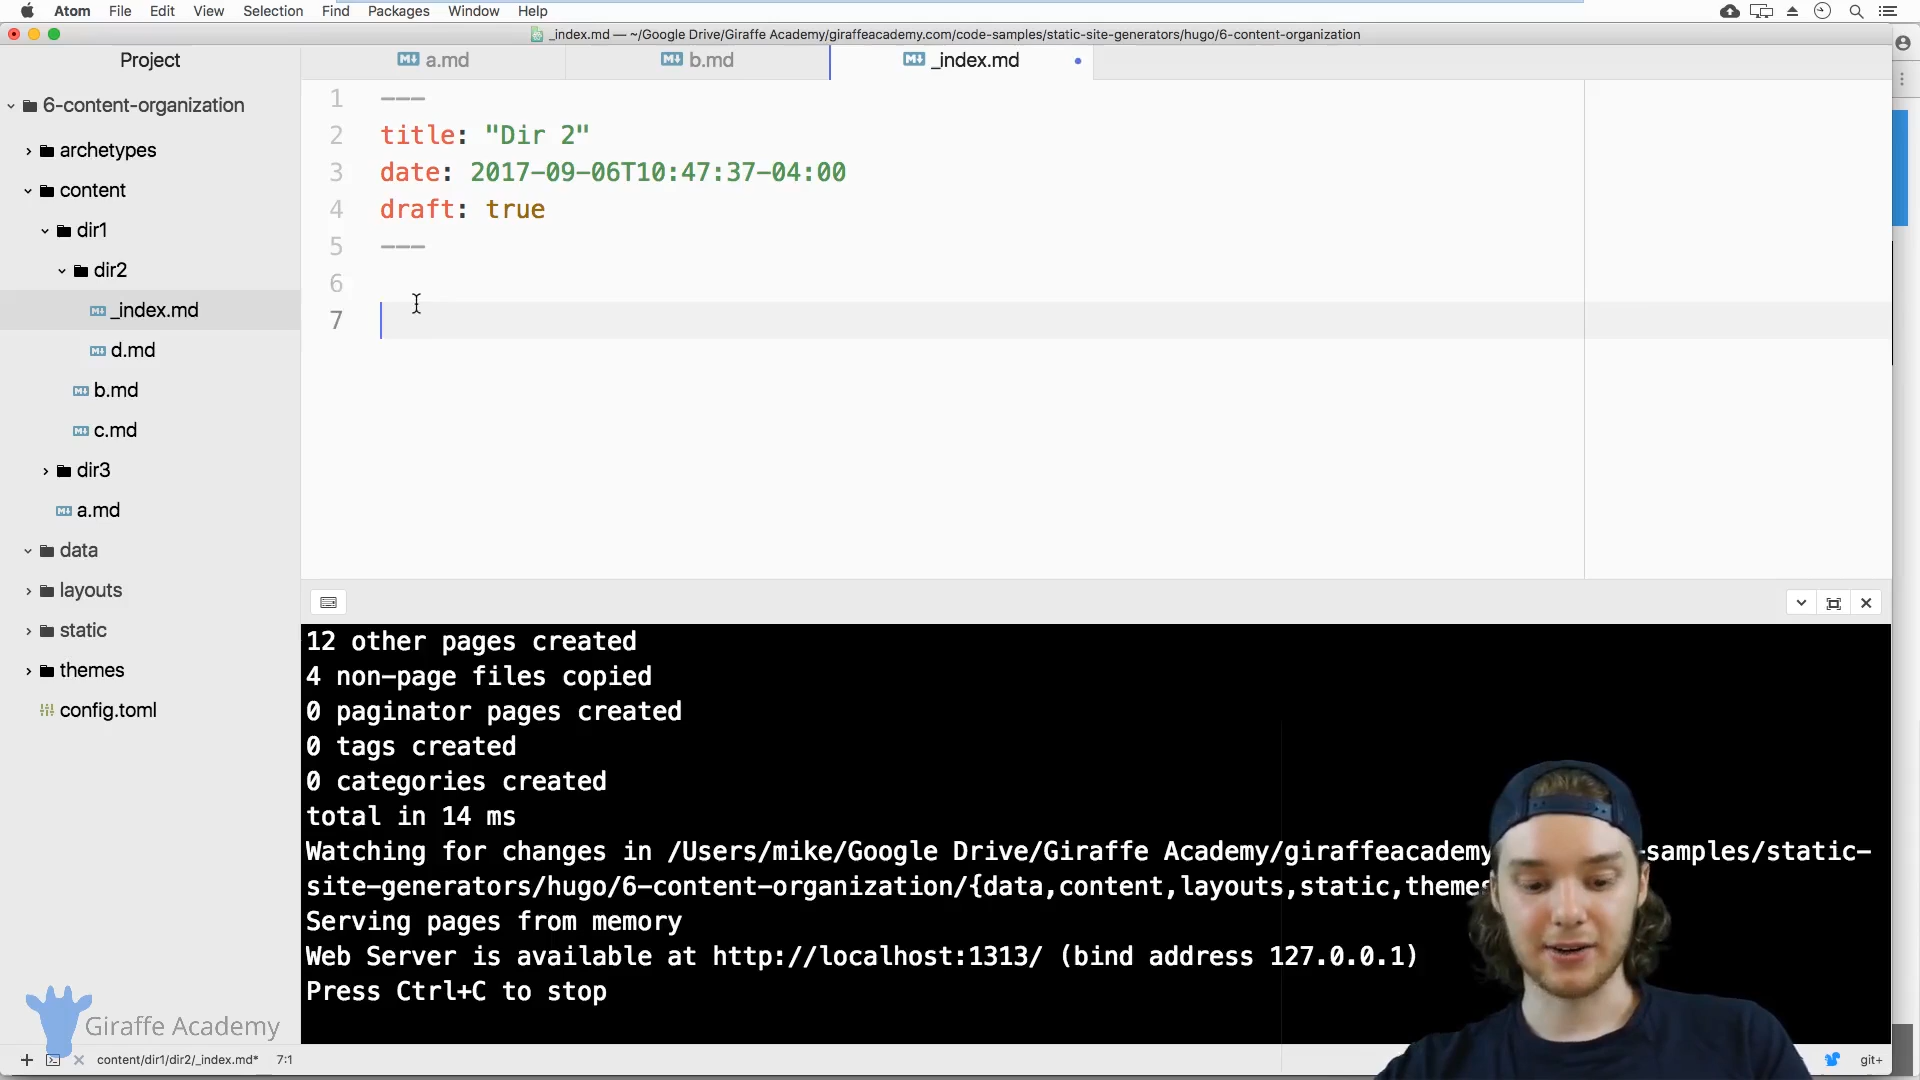 Atom File Edit View Selection Find Packages Window Help
_index.md — ~/Google Drive/Giraffe Academy/giraffeacademy.com/code-samples/static-site-generators/hugo/6-content-organization
Project
a.md
b.md
_index.md
6-content-organization
archetypes
content
dir1
dir2
_index.md
d.md
b.md
c.md
dir3
a.md
data
layouts
static
themes
config.toml
1 ---
2 title: "Dir 2"
3 date: 2017-09-06T10:47:37-04:00
4 draft: true
5 ---
6
7
12 other pages created
4 non-page files copied
0 paginator pages created
0 tags created
0 categories created
total in 14 ms
Watching for changes in /Users/mike/Google Drive/Giraffe Academy/giraffeacademy samples/static-
site-generators/hugo/6-content-organization/{data,content,layouts,static,themes
Serving pages from memory
Web Server is available at http://localhost:1313/ (bind address 127.0.0.1)
Press Ctrl+C to stop
Giraffe Academy
content/dir1/dir2/_index.md* 7:1
git+